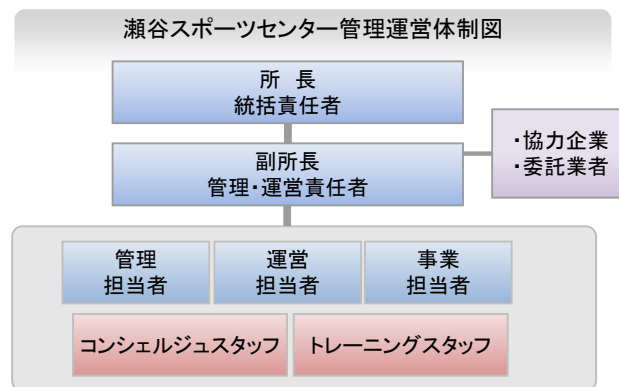 瀬谷スポーツセンター管理運営体制図
所 長
統括責任者
副所長
管理・運営責任者
・協力企業
・委託業者
管理
担当者
運営
担当者
事業
担当者
コンシェルジュスタッフ
トレーニングスタッフ